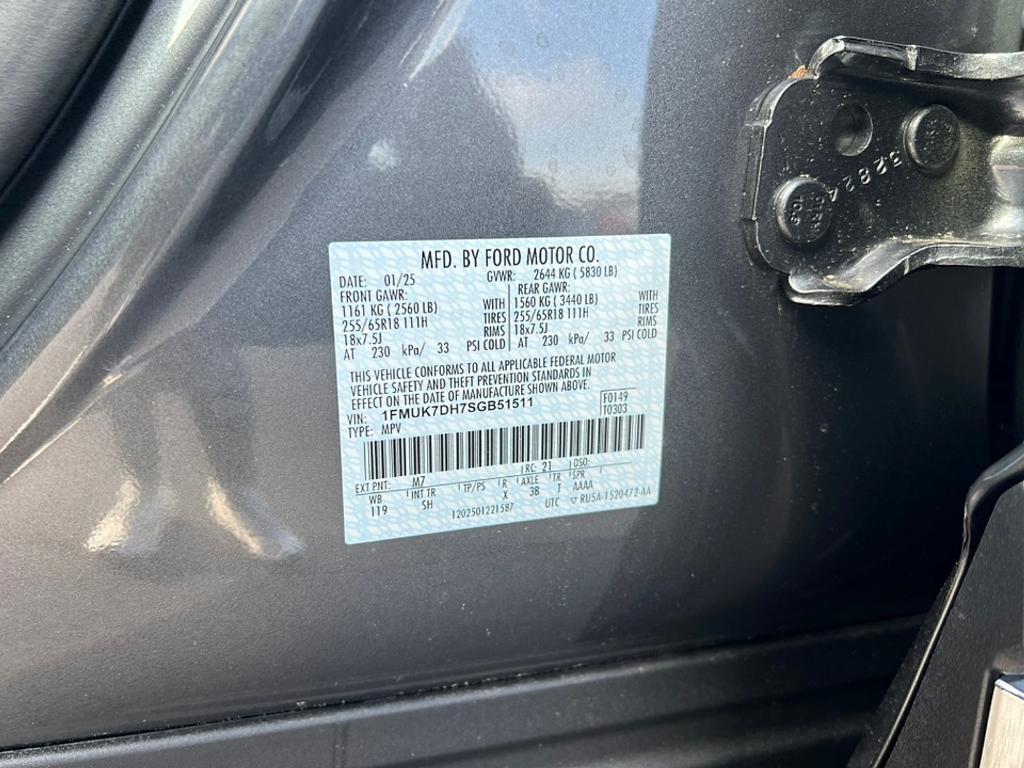 MFD. BY FORD MOTOR CO.
DATE: 01/25 GVWR: 2644 KG ( 5830 LB)
FRONT GAWR: REAR GAWR:
1161 KG ( 2560 LB) WITH 1560 KG ( 3440 LB) WITH
255/65R18 111H TIRES 255/65R18 111H TIRES
18x7.5J RIMS 18x7.5J RIMS
AT 230 kPa/ 33 PSI COLD AT 230 kPa/ 33 PSI COLD
THIS VEHICLE CONFORMS TO ALL APPLICABLE FEDERAL MOTOR
VEHICLE SAFETY AND THEFT PREVENTION STANDARDS IN
EFFECT ON THE DATE OF MANUFACTURE SHOWN ABOVE.
VIN: 1FMUK7DH7SGB51511 F0149
TYPE: MPV T0303
RC: 21 DSO:
EXT PNT: M7
WB INT TR TP/PS R AXLE TR SPR
119 SH X 3B T AAAA
1202501221587 UTC ▽ RU5A-1520472-AA
52824